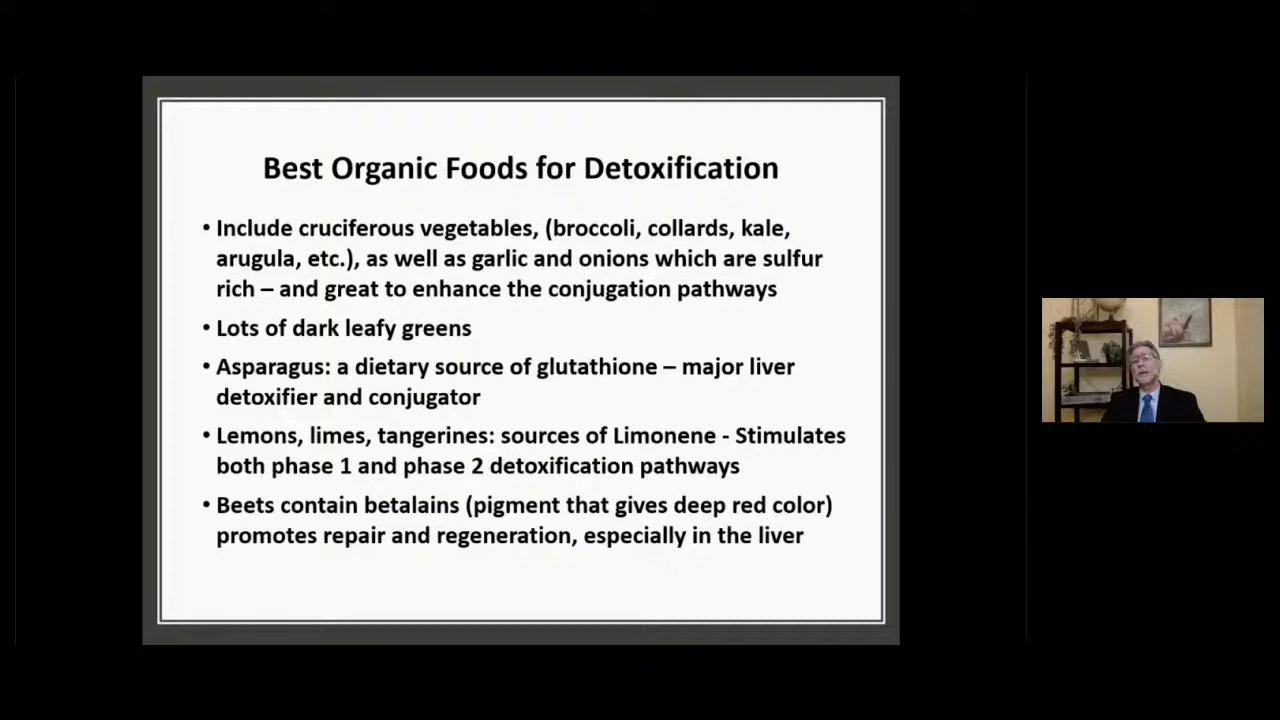 Best Organic Foods for Detoxification
• Include cruciferous vegetables, (broccoli, collards, kale,
arugula, etc.), as well as garlic and onions which are sulfur
rich – and great to enhance the conjugation pathways
• Lots of dark leafy greens
• Asparagus: a dietary source of glutathione – major liver
detoxifier and conjugator
• Lemons, limes, tangerines: sources of Limonene - Stimulates
both phase 1 and phase 2 detoxification pathways
• Beets contain betalains (pigment that gives deep red color)
promotes repair and regeneration, especially in the liver